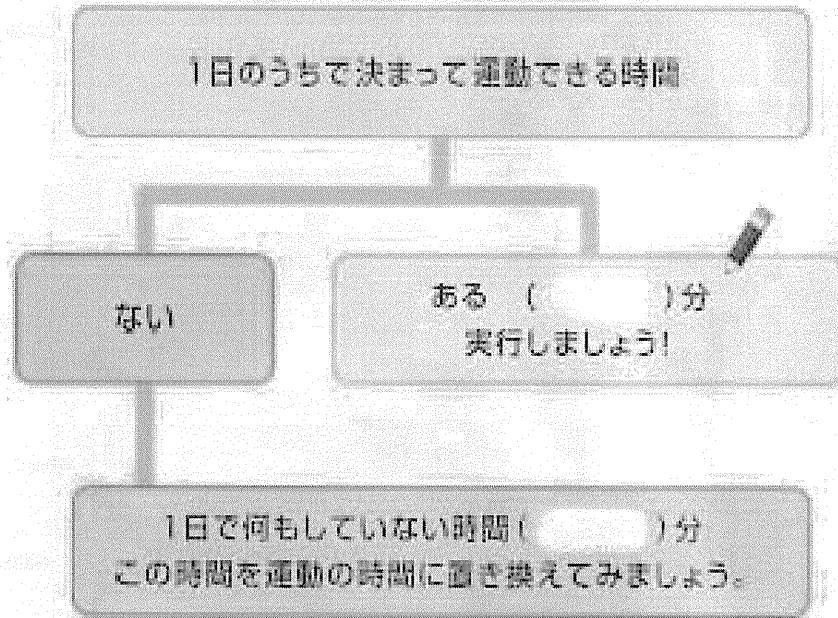 1日のうちで決まって運動できる時間
ない
ある (　　　)分
実行しましょう!
1日で何もしていない時間(　　　)分
この時間を運動の時間に置き換えてみましょう。